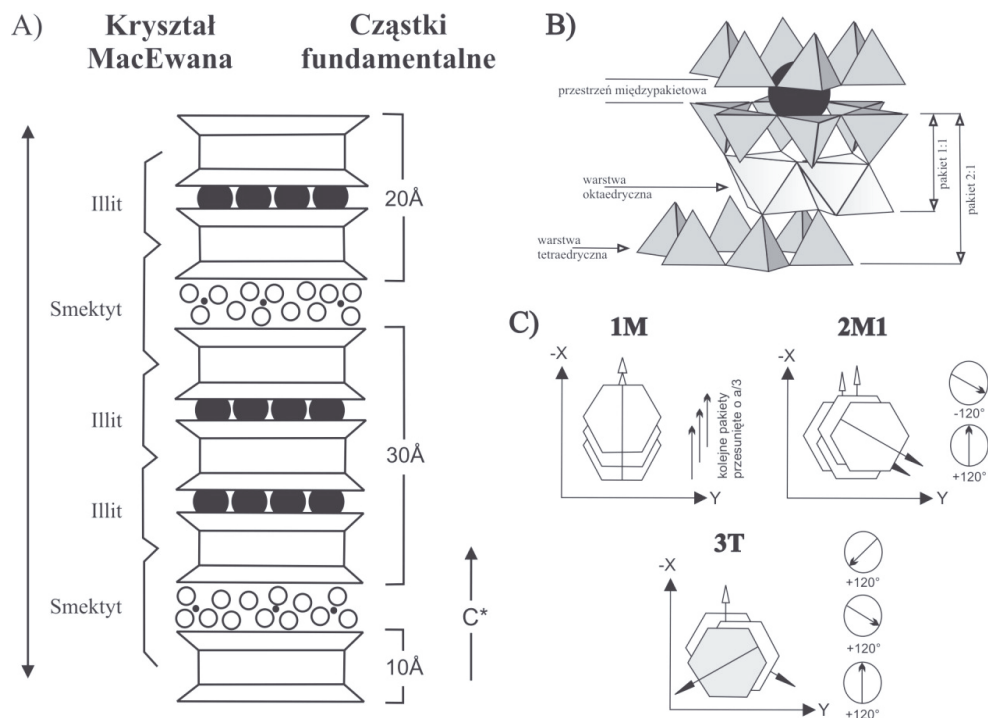 A)
Kryształ
MacEwana
Cząstki
fundamentalne
Illit
Smektyt
Illit
Illit
Smektyt
20Å
30Å
10Å
C*
B)
przestrzeń międzypakietowa
warstwa
oktaedryczna
warstwa
tetraedryczna
pakiet 1:1
pakiet 2:1
C)
1M
-X
Y
kolejne pakiety
przesunięte o a/3
2M1
-X
Y
-120°
+120°
3T
-X
Y
+120°
+120°
+120°